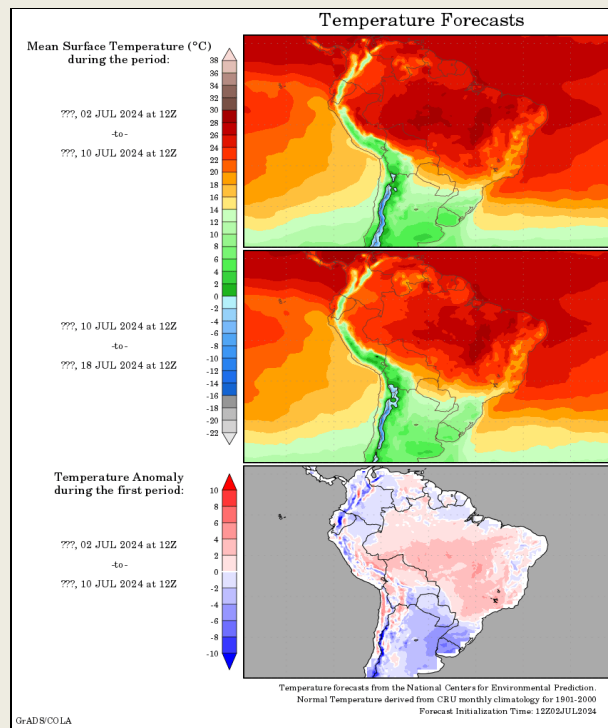 Temperature Forecasts
Mean Surface Temperature (°C)
during the period:
???, 02 JUL 2024 at 12Z
-to-
???, 10 JUL 2024 at 12Z
38
36
34
32
30
28
26
24
22
20
18
16
14
12
10
8
6
4
2
0
-2
-4
-6
-8
-10
-12
-14
-16
-18
-20
-22
???, 10 JUL 2024 at 12Z
-to-
???, 18 JUL 2024 at 12Z
Temperature Anomaly
during the first period:
???, 02 JUL 2024 at 12Z
-to-
???, 10 JUL 2024 at 12Z
10
8
6
4
2
0
-2
-4
-6
-8
-10
Temperature forecasts from the National Centers for Environmental Prediction.
Normal Temperature derived from CRU monthly climatology for 1901-2000
Forecast Initialization Time: 12Z02JUL2024
GrADS/COLA